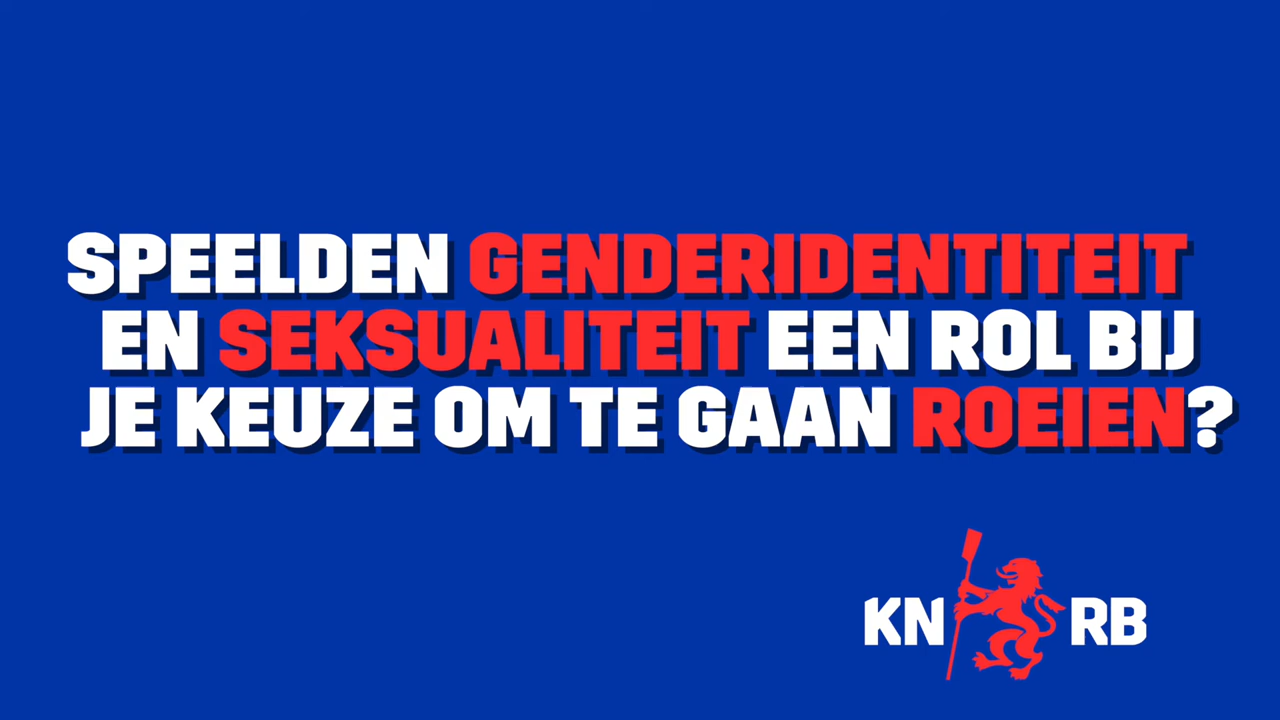 SPEELDEN GENDERIDENTITEIT
EN SEKSUALITEIT EEN ROL BIJ
JE KEUZE OM TE GAAN ROEIEN?
KN RB